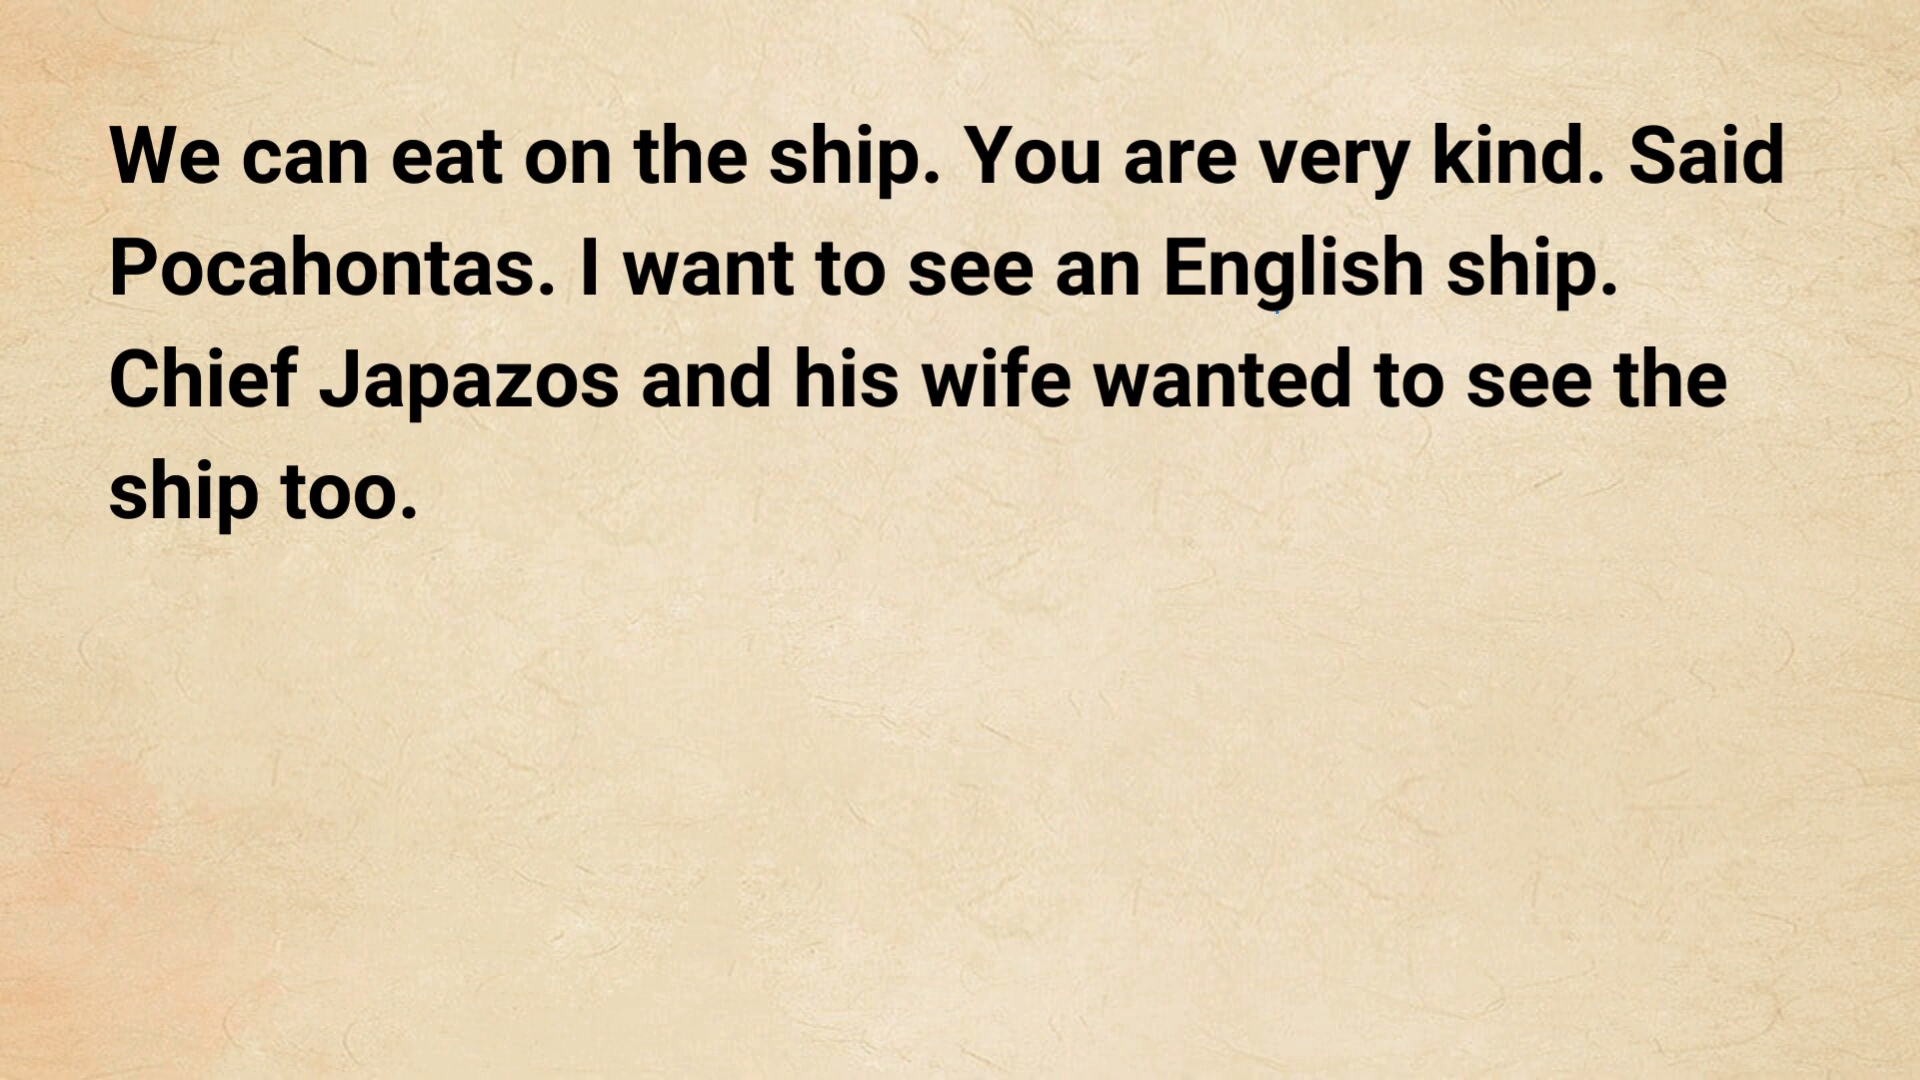 We can eat on the ship. You are very kind. Said
Pocahontas. I want to see an English ship.
Chief Japazos and his wife wanted to see the
ship too.